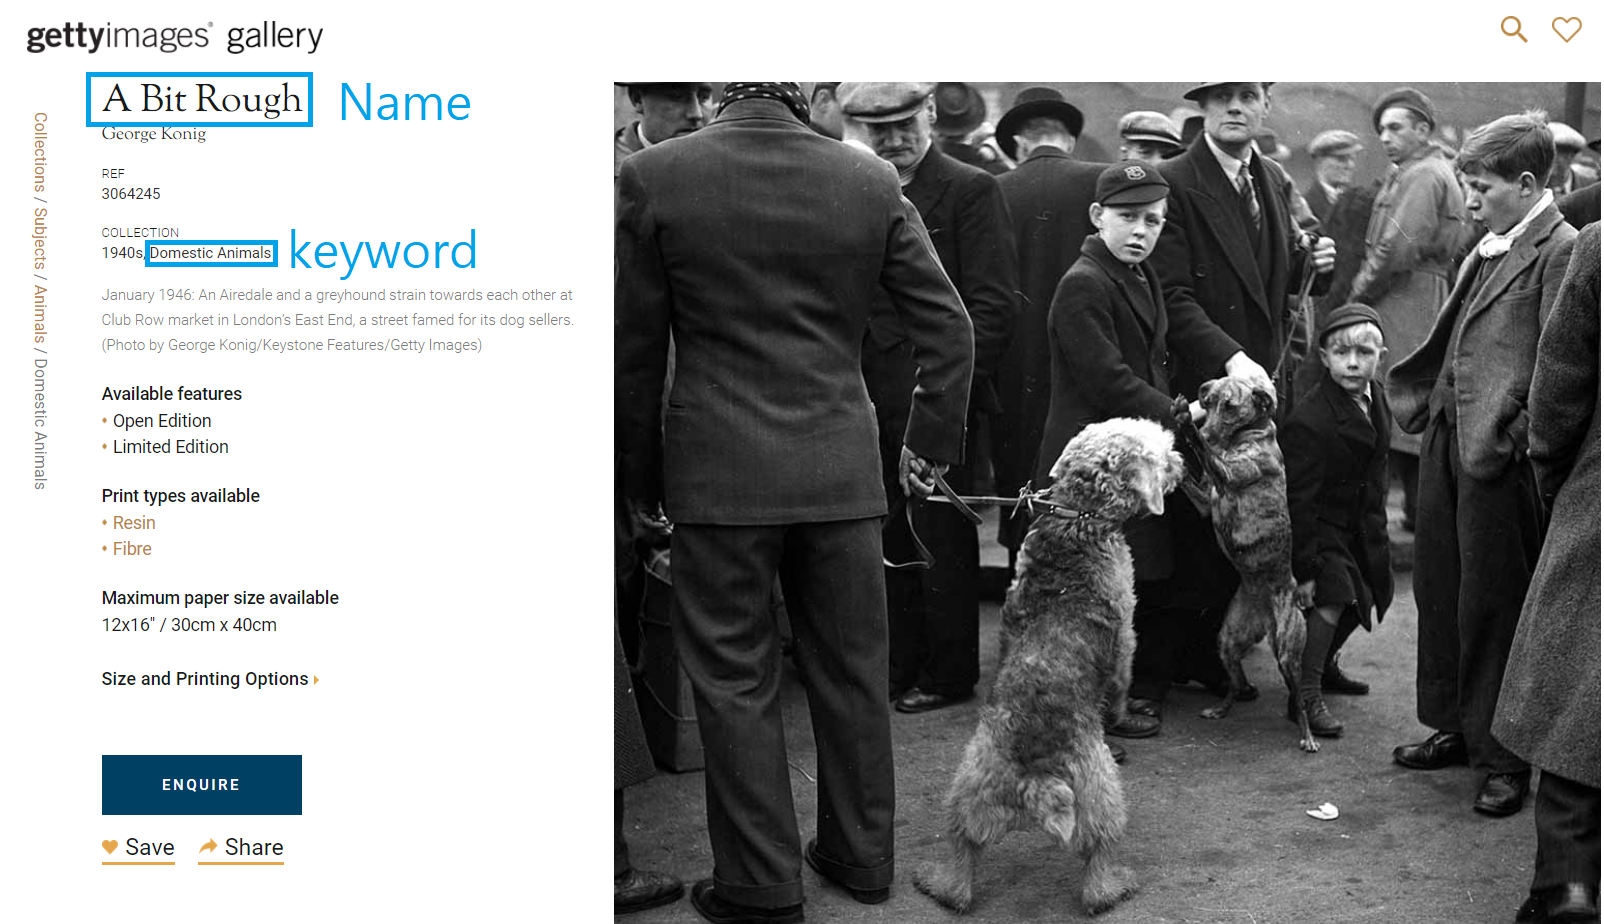 gettyimages® gallery
A Bit Rough
Name
George Konig
Collections / Subjects / Animals / Domestic Animals
REF
3064245
COLLECTION
1940s/Domestic Animals
keyword
January 1946: An Airedale and a greyhound strain towards each other at
Club Row market in London's East End, a street famed for its dog sellers.
(Photo by George Konig/Keystone Features/Getty Images)
Available features
Open Edition
Limited Edition
Print types available
Resin
Fibre
Maximum paper size available
12x16" / 30cm x 40cm
Size and Printing Options
ENQUIRE
Save
Share